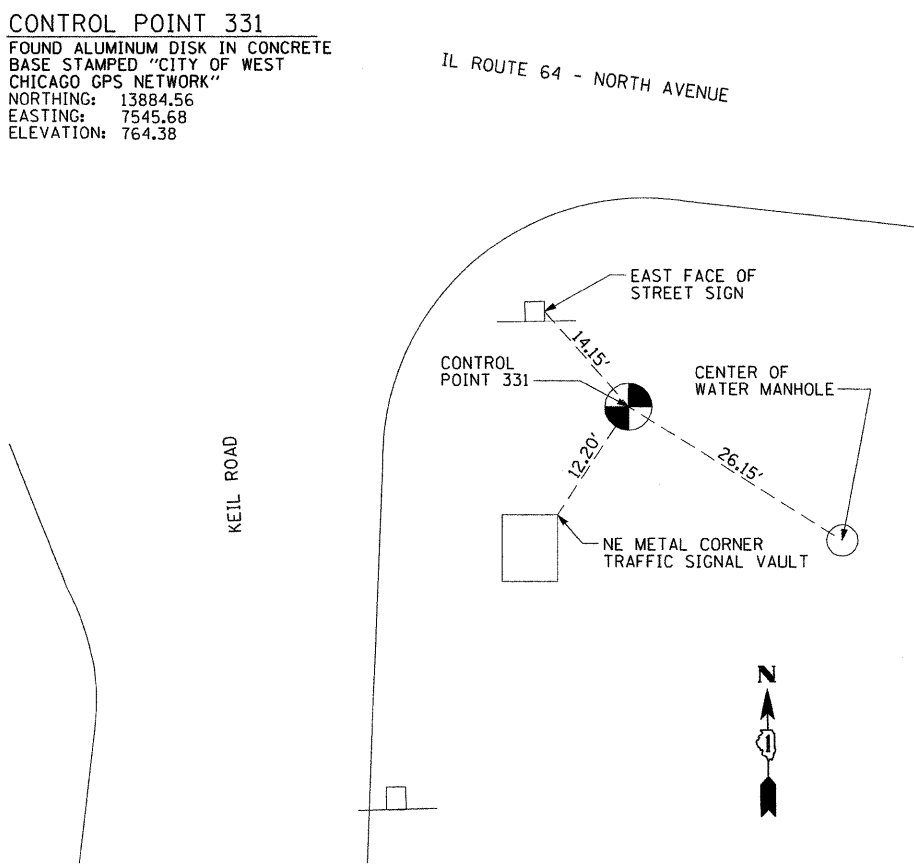 CONTROL POINT 331
FOUND ALUMINUM DISK IN CONCRETE
BASE STAMPED "CITY OF WEST
CHICAGO GPS NETWORK"
NORTHING: 13884.56
EASTING: 7545.68
ELEVATION: 764.38
IL ROUTE 64 - NORTH AVENUE
EAST FACE OF
STREET SIGN
14.15'
CONTROL
POINT 331
CENTER OF
WATER MANHOLE
12.20'
26.15'
KEIL ROAD
NE METAL CORNER
TRAFFIC SIGNAL VAULT
N
1